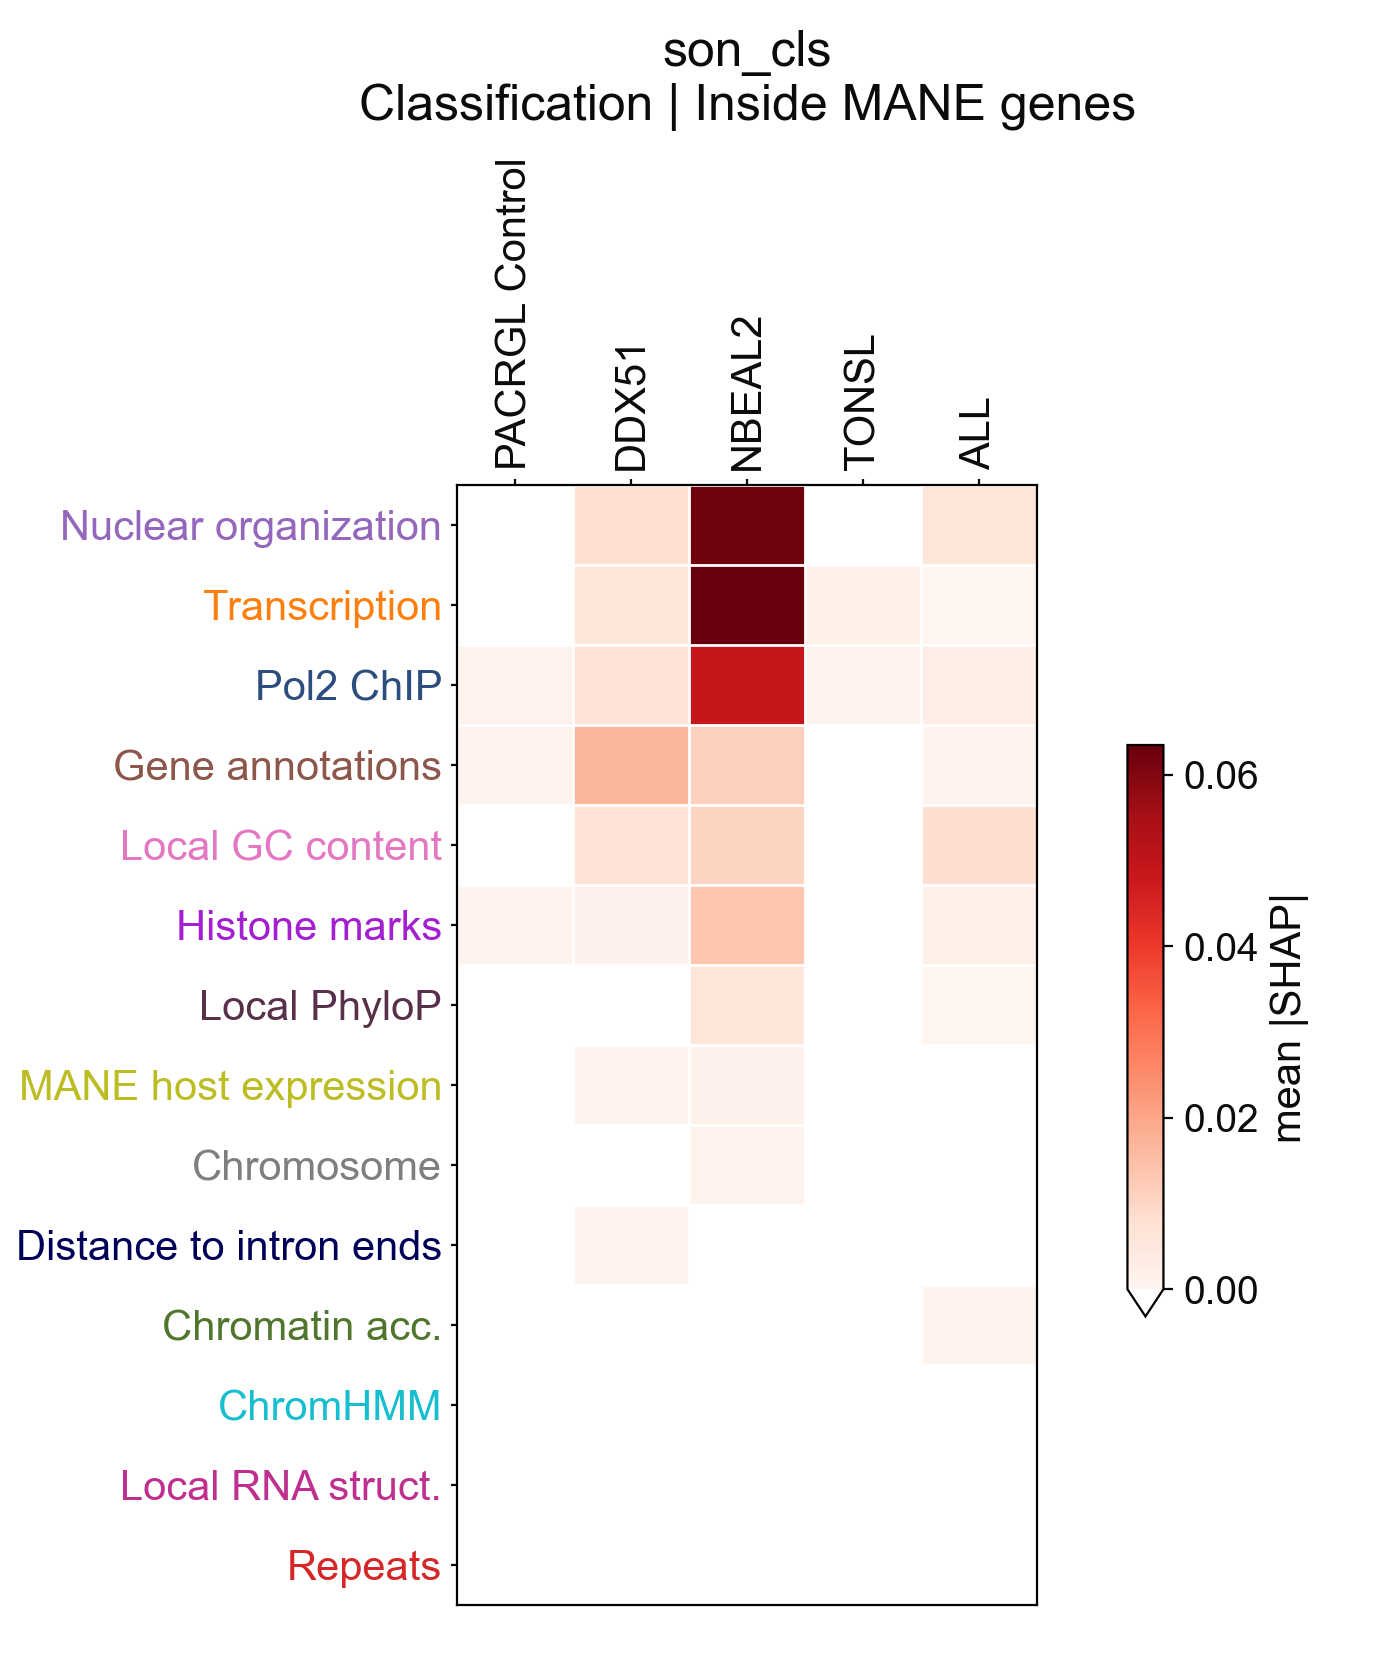 son_cls
Classification | Inside MANE genes
PACRGL Control
DDX51
NBEAL2
TONSL
ALL
Nuclear organization
Transcription
Pol2 ChIP
Gene annotations
Local GC content
Histone marks
Local PhyloP
MANE host expression
Chromosome
Distance to intron ends
Chromatin acc.
ChromHMM
Local RNA struct.
Repeats
0.06
0.04
0.02
0.00
mean |SHAP|